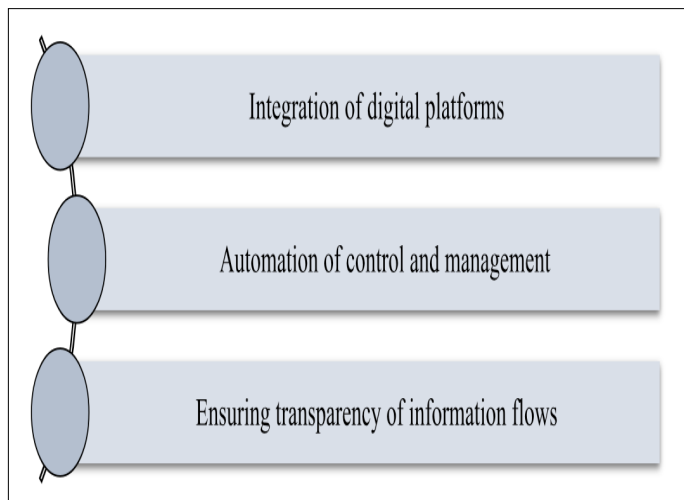 Integration of digital platforms
Automation of control and management
Ensuring transparency of information flows